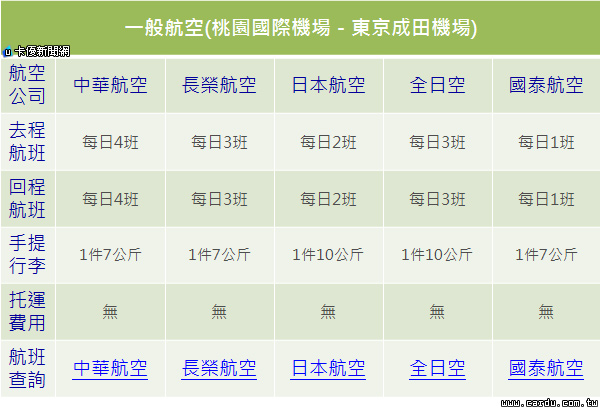 一般航空(桃園國際機場 - 東京成田機場)
卡優新聞網
航空公司 中華航空 長榮航空 日本航空 全日空 國泰航空
去程航班 每日4班 每日3班 每日2班 每日3班 每日1班
回程航班 每日4班 每日3班 每日2班 每日3班 每日1班
手提行李 1件7公斤 1件7公斤 1件10公斤 1件10公斤 1件7公斤
托運費用 無 無 無 無 無
航班查詢 中華航空 長榮航空 日本航空 全日空 國泰航空
www.cardu.com.tw